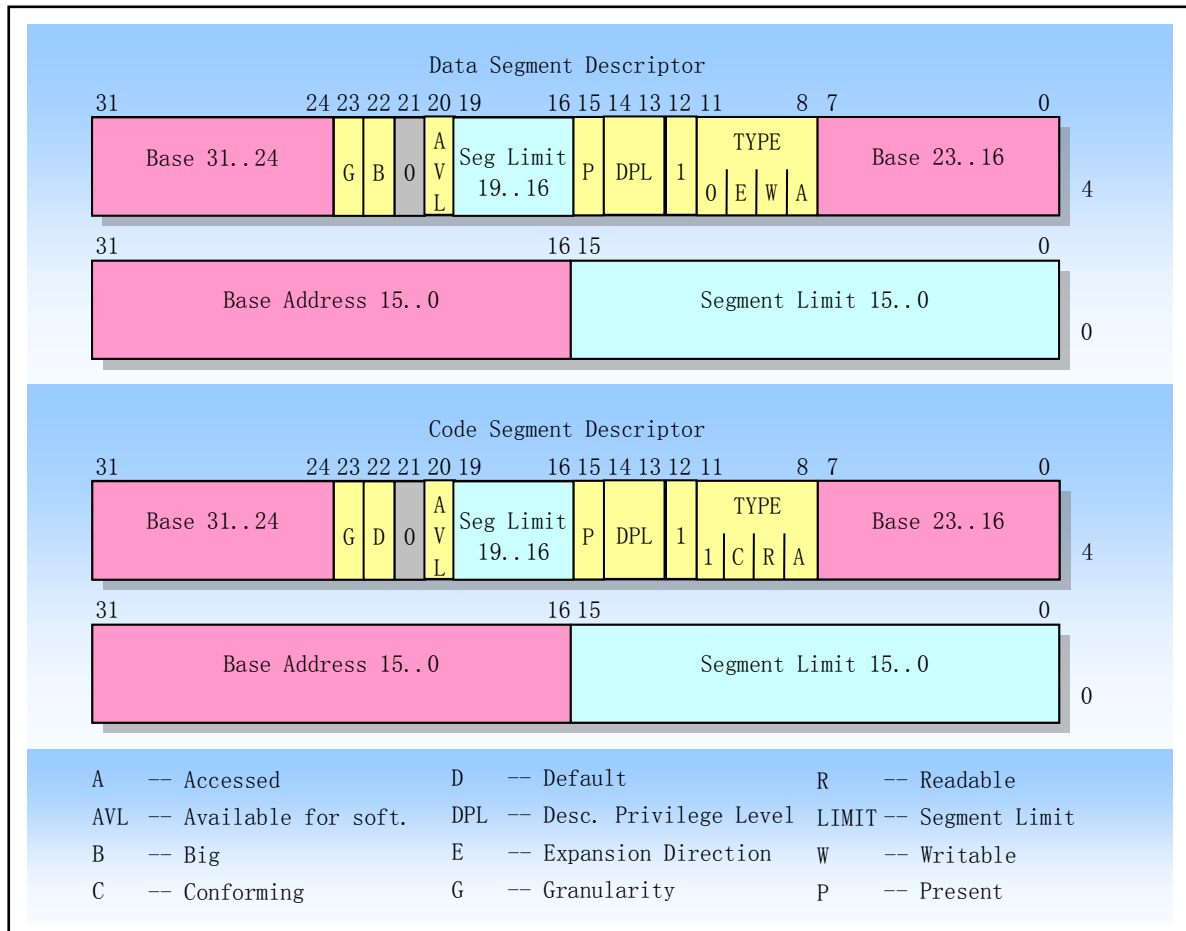 Data Segment Descriptor
31 24 23 22 21 20 19 16 15 14 13 12 11 8 7 0
Base 31..24 G B 0 AVL Seg Limit 19..16 P DPL 1 TYPE 0 E W A Base 23..16 4
31 16 15 0
Base Address 15..0 Segment Limit 15..0 0
Code Segment Descriptor
31 24 23 22 21 20 19 16 15 14 13 12 11 8 7 0
Base 31..24 G D 0 AVL Seg Limit 19..16 P DPL 1 TYPE 1 C R A Base 23..16 4
31 16 15 0
Base Address 15..0 Segment Limit 15..0 0
A -- Accessed D -- Default R -- Readable
AVL -- Available for soft. DPL -- Desc. Privilege Level LIMIT -- Segment Limit
B -- Big E -- Expansion Direction W -- Writable
C -- Conforming G -- Granularity P -- Present